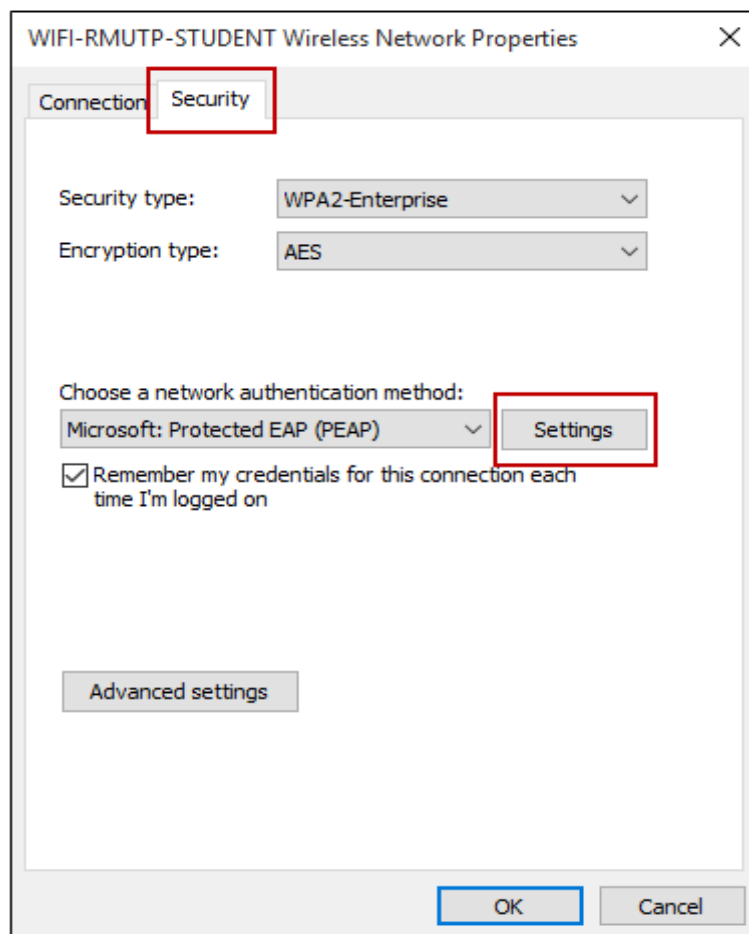 WIFI-RMUTP-STUDENT Wireless Network Properties
Connection Security
Security type: WPA2-Enterprise
Encryption type: AES
Choose a network authentication method:
Microsoft: Protected EAP (PEAP) Settings
Remember my credentials for this connection each
time I'm logged on
Advanced settings
OK Cancel